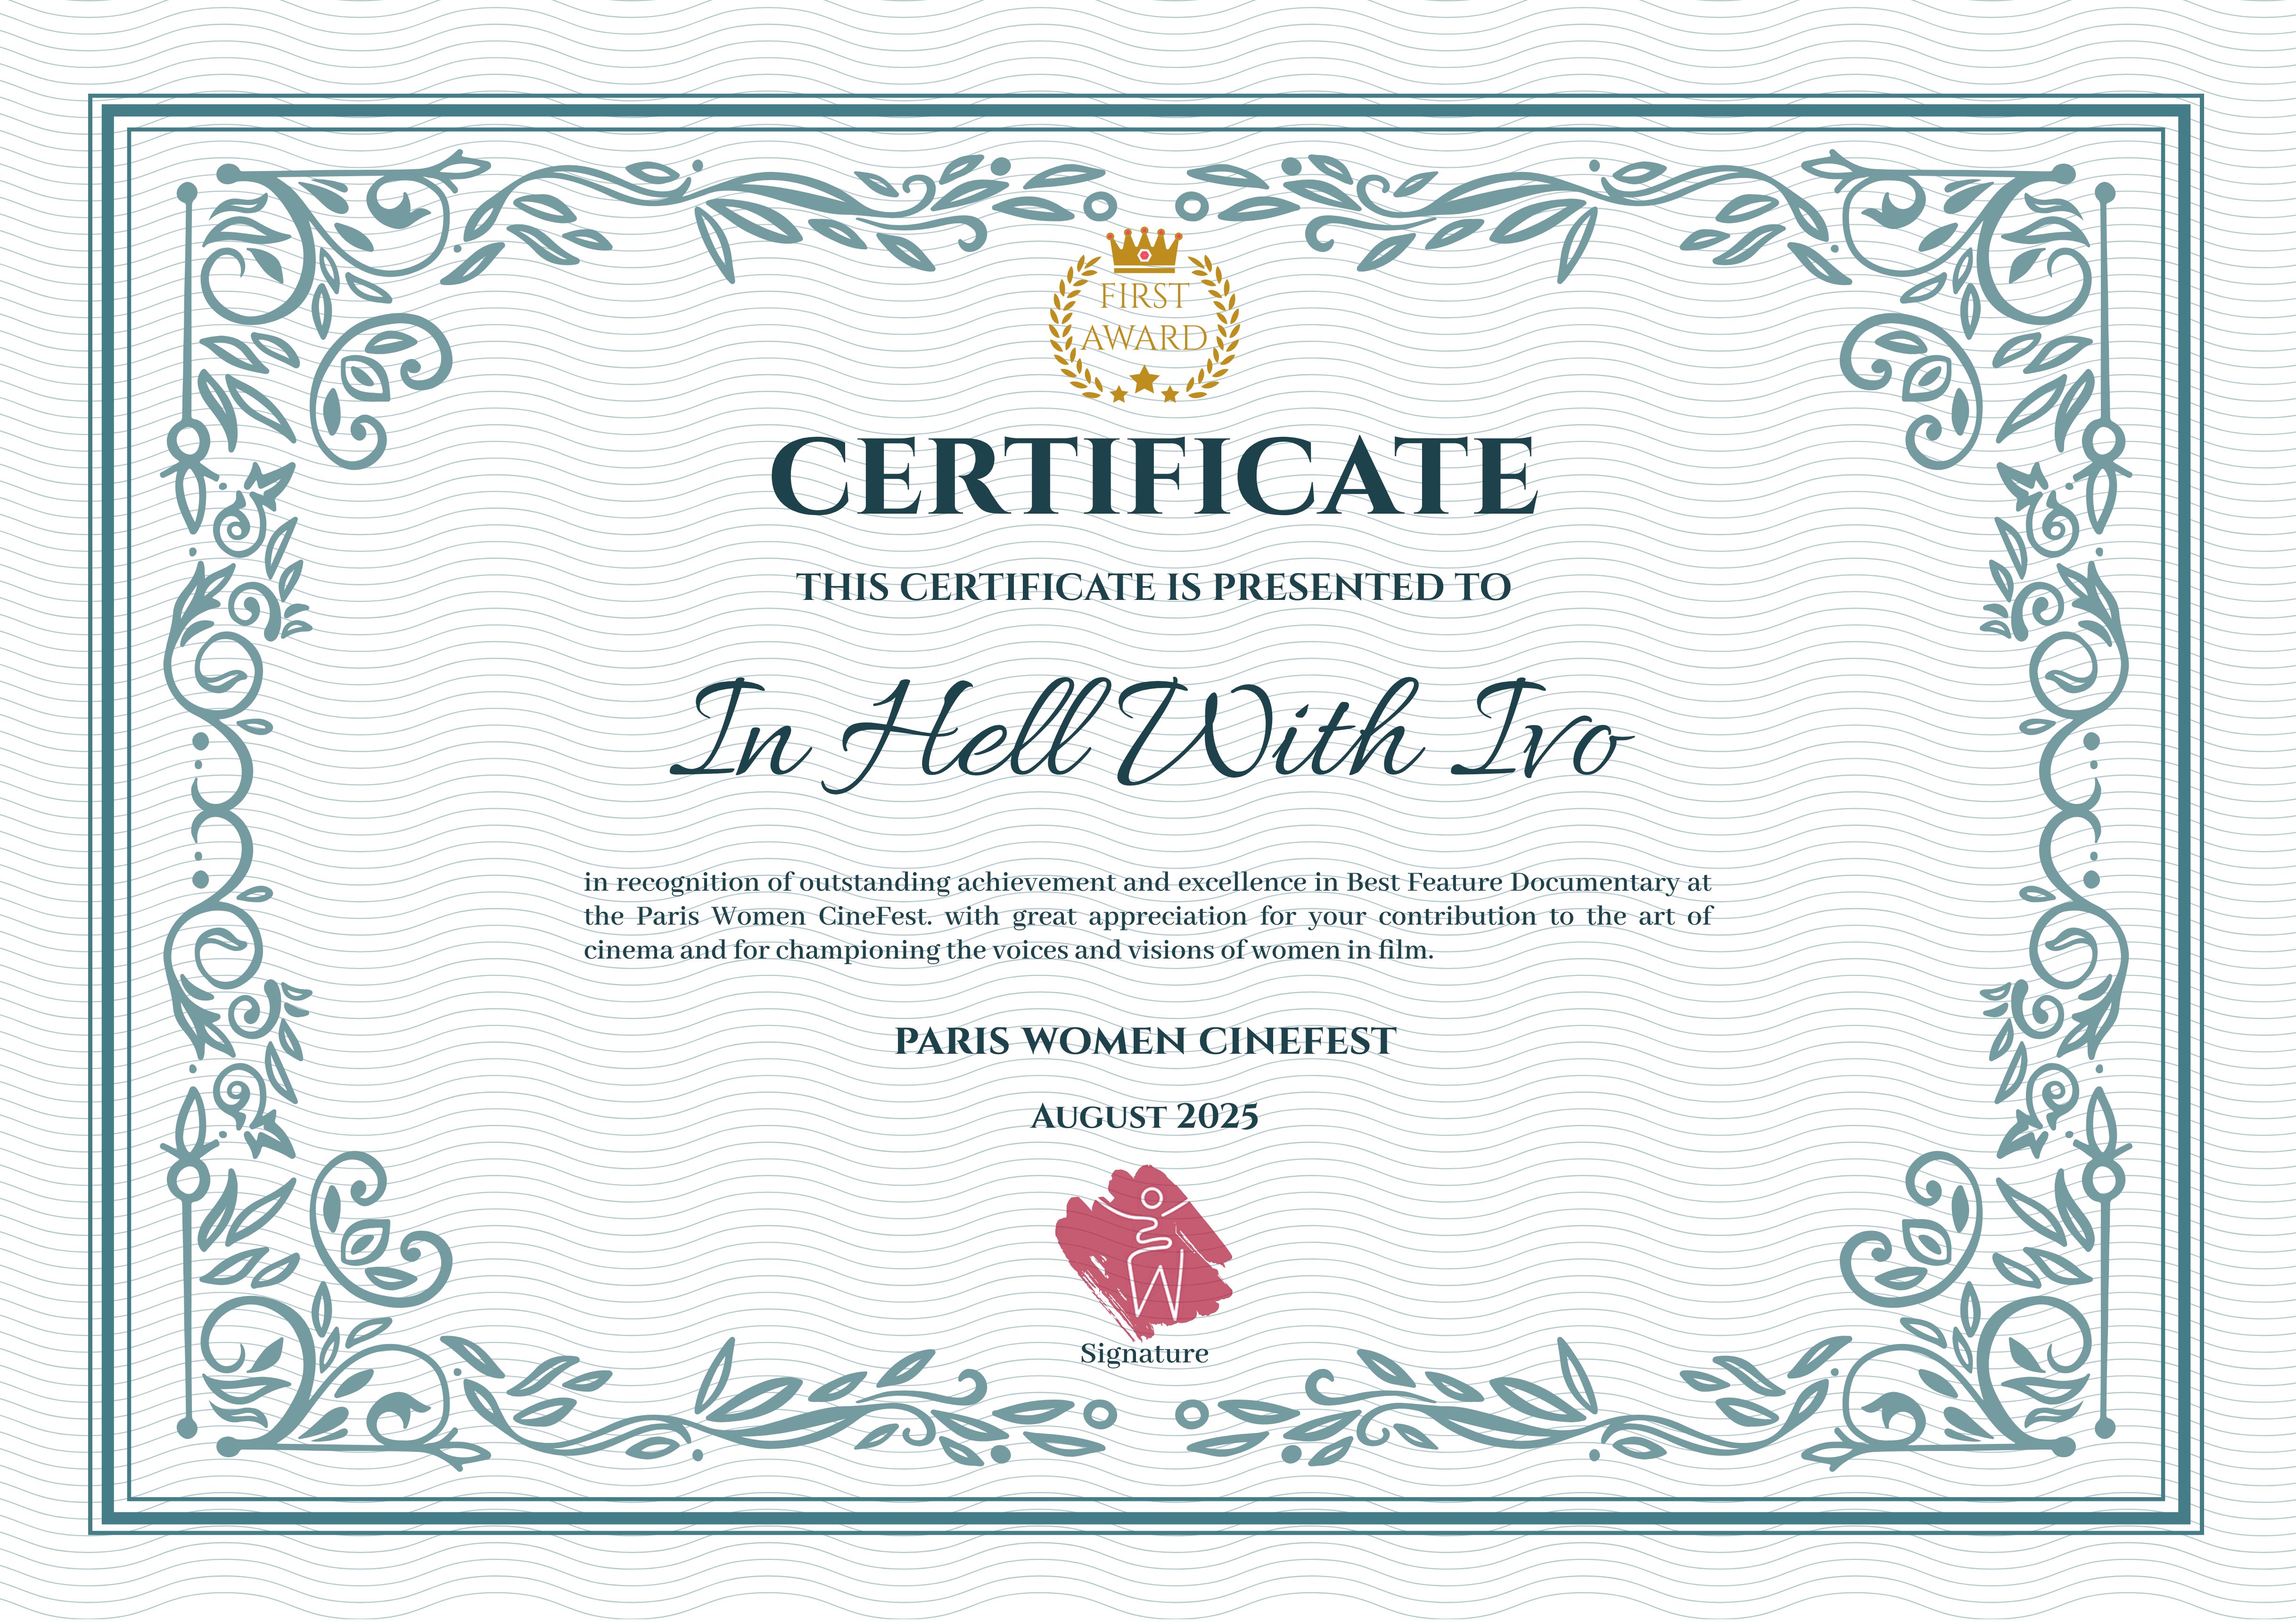 FIRST
AWARD
CERTIFICATE
THIS CERTIFICATE IS PRESENTED TO
In Hell With Ivo
in recognition of outstanding achievement and excellence in Best Feature Documentary at
the Paris Women CineFest. with great appreciation for your contribution to the art of
cinema and for championing the voices and visions of women in film.
PARIS WOMEN CINEFEST
AUGUST 2025
W
Signature